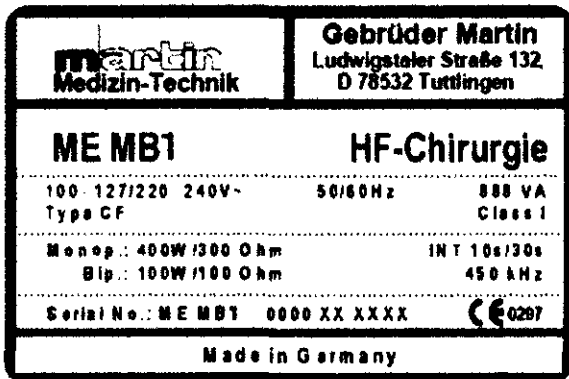 martin
Medizin-Technik
Gebrüder Martin
Ludwigstaler Straße 132,
D 78532 Tuttlingen
ME MB1 HF-Chirurgie
100-127/220 240V~ 50/60Hz 888 VA
Type CF Class I
Monop.: 400W/300 Ohm INT 10s/30s
Bip.: 100W/100 Ohm 450 kHz
Serial No.: ME MB1 0000 XX XXXX CE 0297
Made in Germany